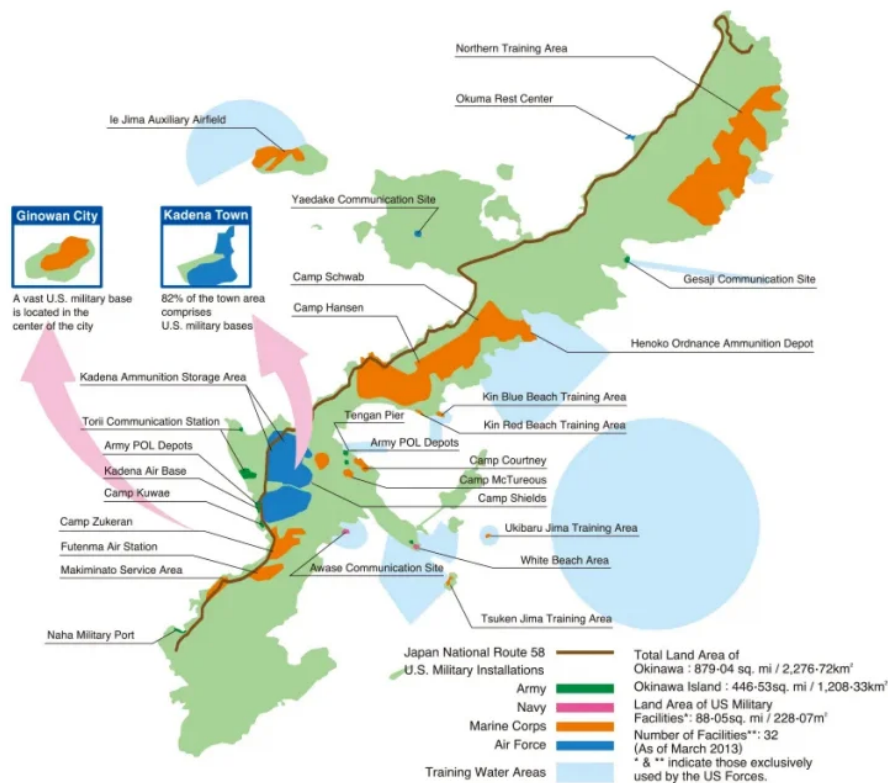 Northern Training Area
Okuma Rest Center
Ie Jima Auxiliary Airfield
Yaedake Communication Site
Ginowan City
A vast U.S. military base
is located in the
center of the city
Kadena Town
82% of the town area
comprises
U.S. military bases
Camp Schwab
Camp Hansen
Gesaji Communication Site
Henoko Ordnance Ammunition Depot
Kadena Ammunition Storage Area
Kin Blue Beach Training Area
Tengan Pier
Kin Red Beach Training Area
Torii Communication Station
Army POL Depots
Army POL Depots
Camp Courtney
Kadena Air Base
Camp McTureous
Camp Kuwae
Camp Shields
Camp Zukeran
Ukibaru Jima Training Area
Futenma Air Station
White Beach Area
Makiminato Service Area
Awase Communication Site
Tsuken Jima Training Area
Naha Military Port
Japan National Route 58
U.S. Military Installations
Army
Navy
Marine Corps
Air Force
Training Water Areas
Total Land Area of
Okinawa : 879·04 sq. mi / 2,276·72km²
Okinawa Island : 446·53sq. mi / 1,208·33km²
Land Area of US Military
Facilities*: 88·05sq. mi / 228·07m²
Number of Facilities**: 32
(As of March 2013)
* & ** indicate those exclusively
used by the US Forces.